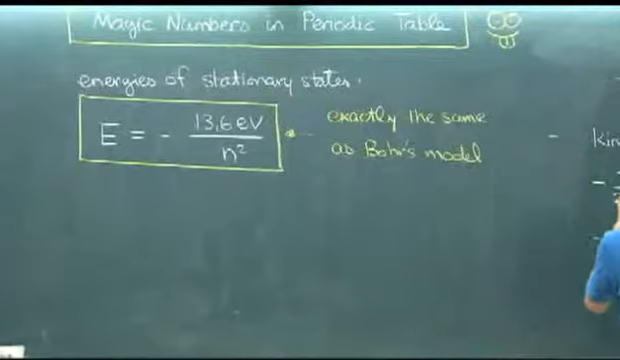 Magic Numbers in Periodic Table
energies of stationary states.
E = - 13.6 eV / n²
exactly the same
as Bohr's model
- Kin
-